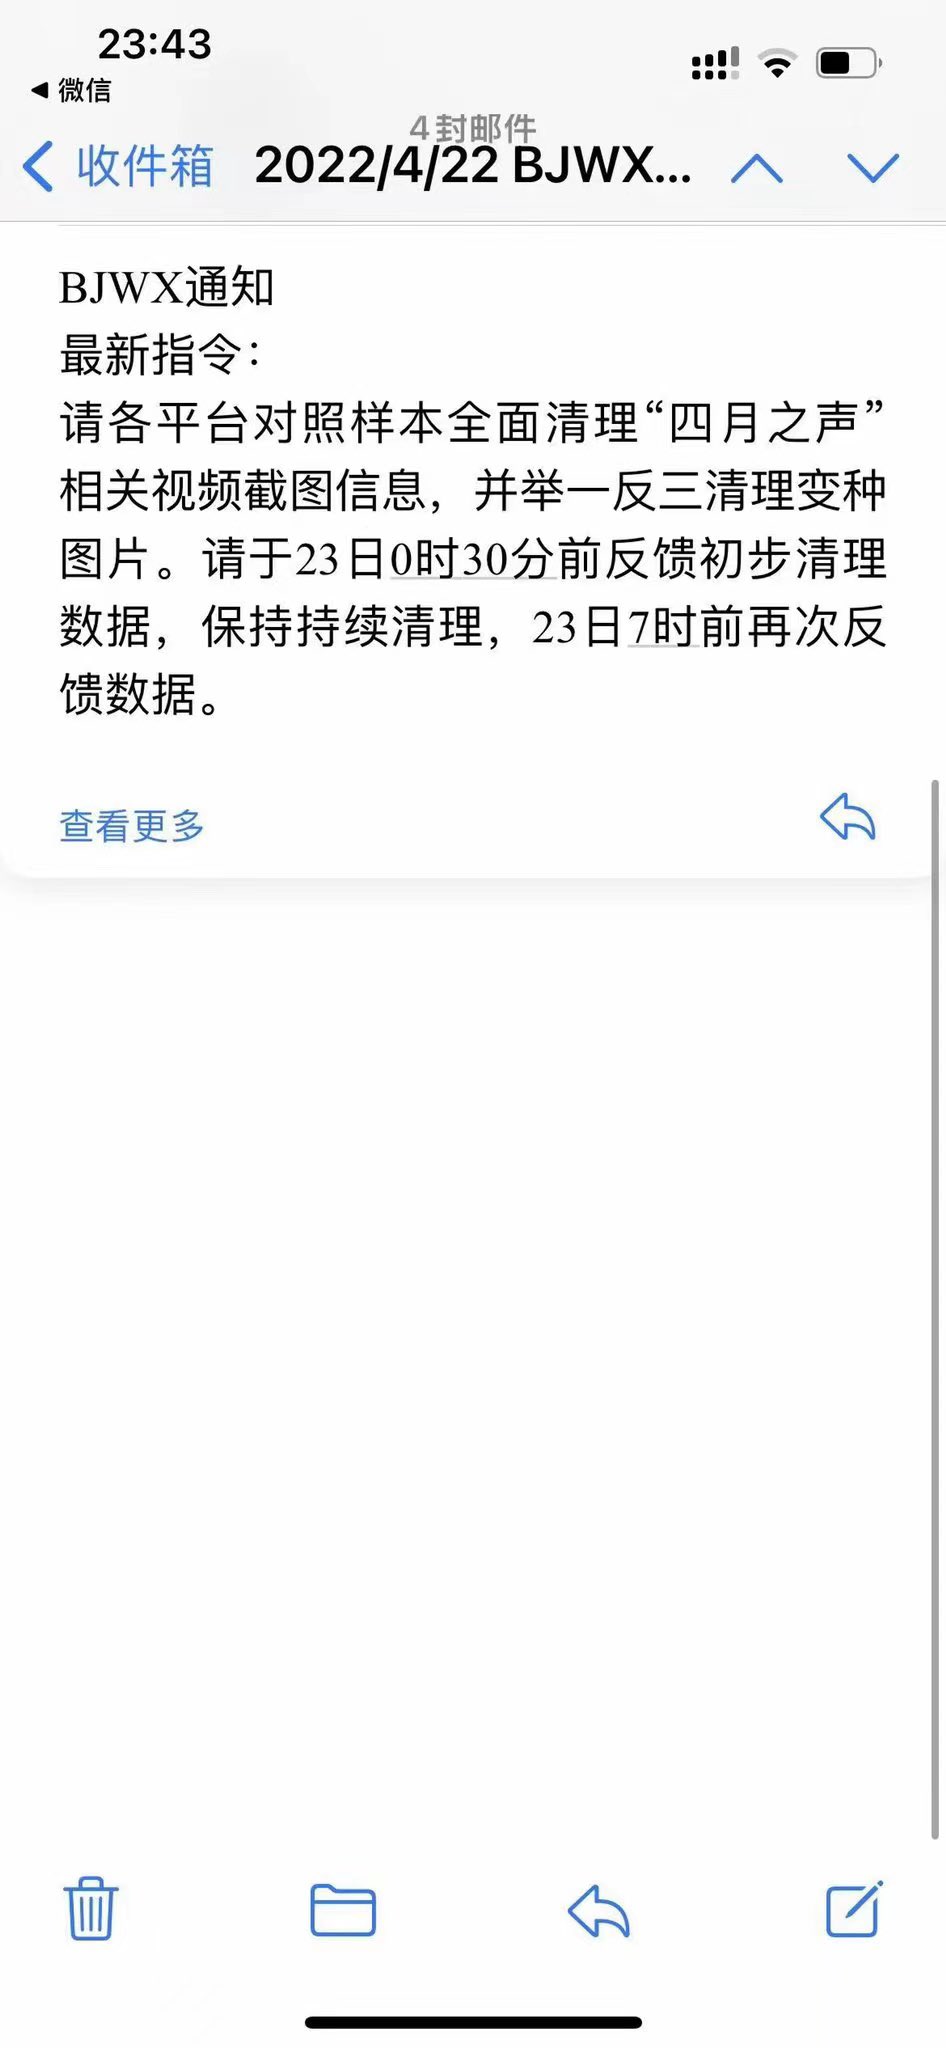 23:43
微信
4封邮件
收件箱
2022/4/22 BJWX...
BJWX通知
最新指令：
请各平台对照样本全面清理“四月之声”
相关视频截图信息，并举一反三清理变种
图片。请于23日0时30分前反馈初步清理
数据，保持持续清理，23日7时前再次反
馈数据。
查看更多